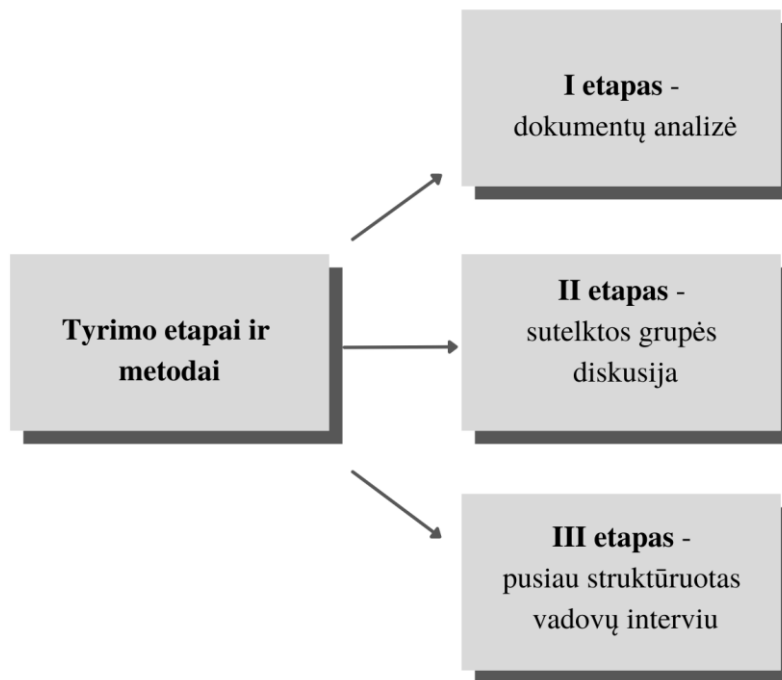 I etapas -
dokumentų analizė
Tyrimo etapai ir
metodai
II etapas -
sutelktos grupės
diskusija
III etapas -
pusiau struktūruotas
vadovų interviu